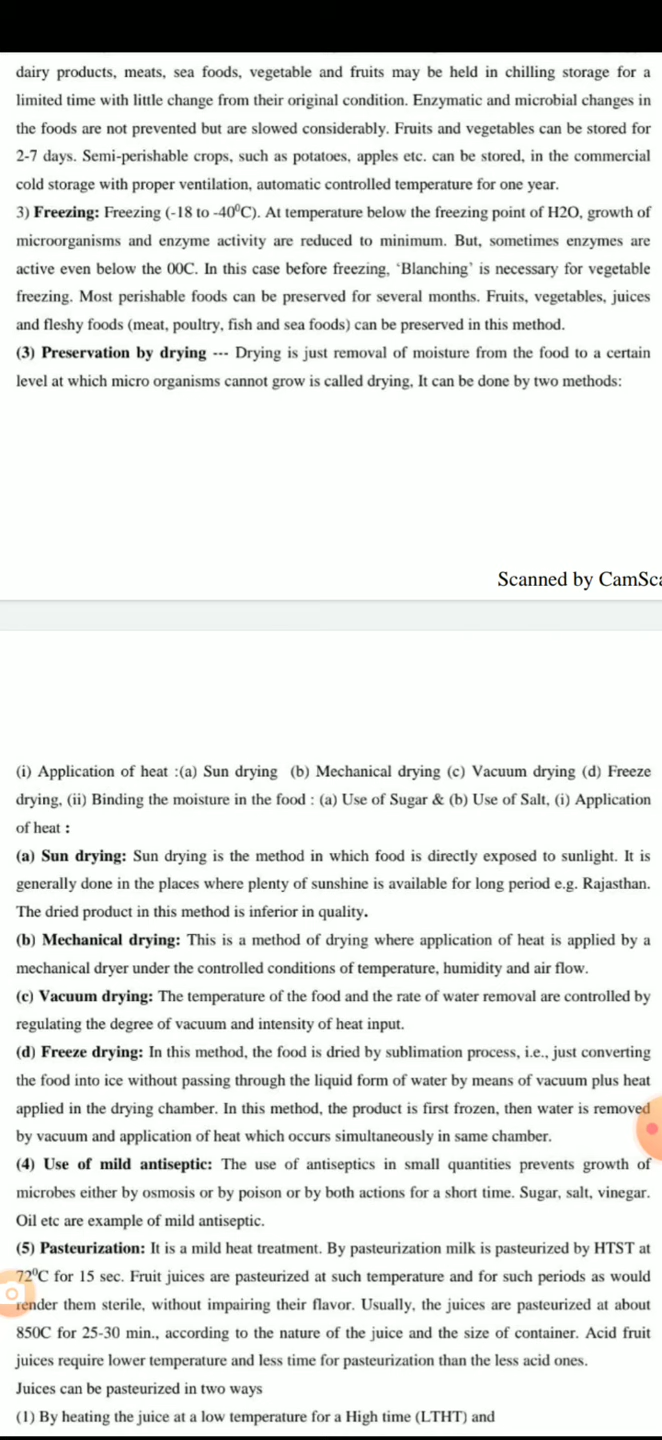 dairy products, meats, sea foods, vegetable and fruits may be held in chilling storage for a
limited time with little change from their original condition. Enzymatic and microbial changes in
the foods are not prevented but are slowed considerably. Fruits and vegetables can be stored for
2-7 days. Semi-perishable crops, such as potatoes, apples etc. can be stored, in the commercial
cold storage with proper ventilation, automatic controlled temperature for one year.
3) Freezing: Freezing (-18 to -40⁰C). At temperature below the freezing point of H2O, growth of
microorganisms and enzyme activity are reduced to minimum. But, sometimes enzymes are
active even below the 00C. In this case before freezing, ‘Blanching’ is necessary for vegetable
freezing. Most perishable foods can be preserved for several months. Fruits, vegetables, juices
and fleshy foods (meat, poultry, fish and sea foods) can be preserved in this method.
(3) Preservation by drying --- Drying is just removal of moisture from the food to a certain
level at which micro organisms cannot grow is called drying, It can be done by two methods:
Scanned by CamSca
(i) Application of heat :(a) Sun drying (b) Mechanical drying (c) Vacuum drying (d) Freeze
drying, (ii) Binding the moisture in the food : (a) Use of Sugar & (b) Use of Salt, (i) Application
of heat :
(a) Sun drying: Sun drying is the method in which food is directly exposed to sunlight. It is
generally done in the places where plenty of sunshine is available for long period e.g. Rajasthan.
The dried product in this method is inferior in quality.
(b) Mechanical drying: This is a method of drying where application of heat is applied by a
mechanical dryer under the controlled conditions of temperature, humidity and air flow.
(c) Vacuum drying: The temperature of the food and the rate of water removal are controlled by
regulating the degree of vacuum and intensity of heat input.
(d) Freeze drying: In this method, the food is dried by sublimation process, i.e., just converting
the food into ice without passing through the liquid form of water by means of vacuum plus heat
applied in the drying chamber. In this method, the product is first frozen, then water is removed
by vacuum and application of heat which occurs simultaneously in same chamber.
(4) Use of mild antiseptic: The use of antiseptics in small quantities prevents growth of
microbes either by osmosis or by poison or by both actions for a short time. Sugar, salt, vinegar.
Oil etc are example of mild antiseptic.
(5) Pasteurization: It is a mild heat treatment. By pasteurization milk is pasteurized by HTST at
72⁰C for 15 sec. Fruit juices are pasteurized at such temperature and for such periods as would
render them sterile, without impairing their flavor. Usually, the juices are pasteurized at about
850C for 25-30 min., according to the nature of the juice and the size of container. Acid fruit
juices require lower temperature and less time for pasteurization than the less acid ones.
Juices can be pasteurized in two ways
(1) By heating the juice at a low temperature for a High time (LTHT) and